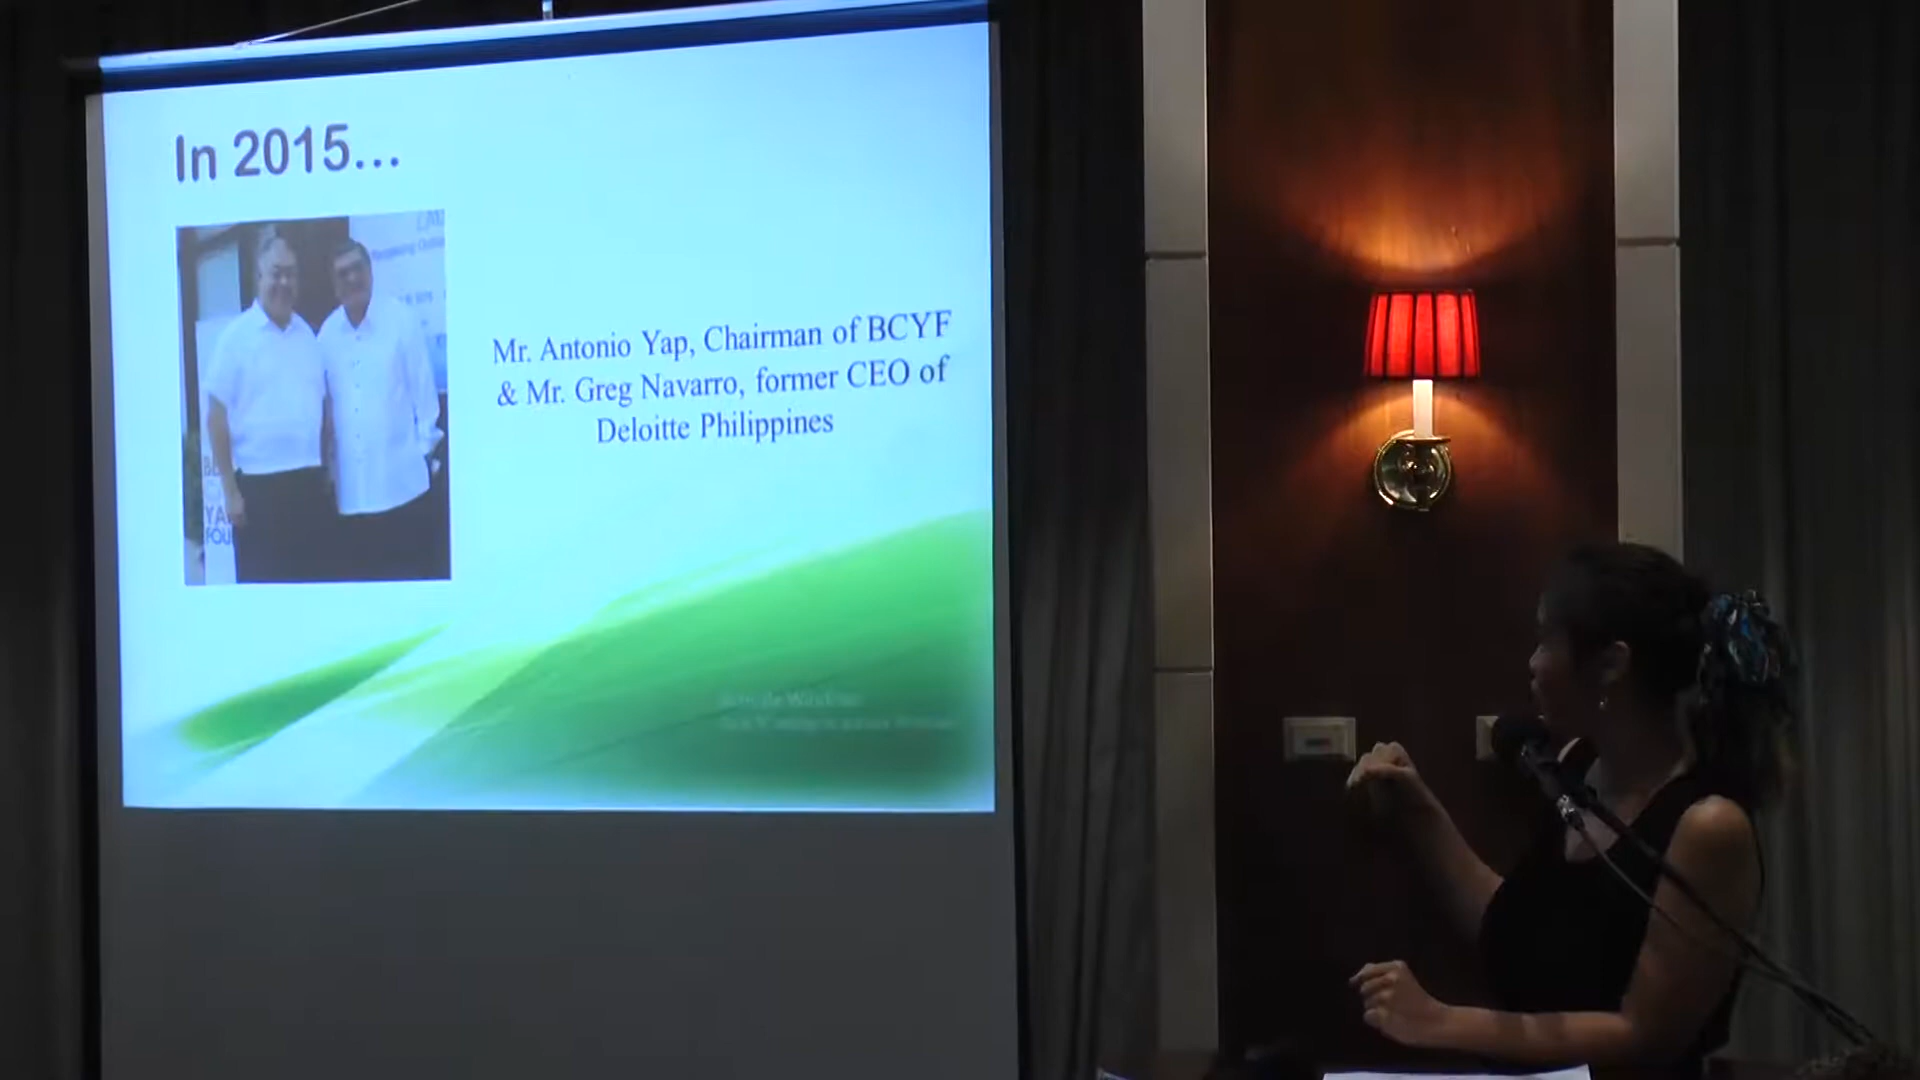 In 2015...
Mr. Antonio Yap, Chairman of BCYF
& Mr. Greg Navarro, former CEO of
Deloitte Philippines